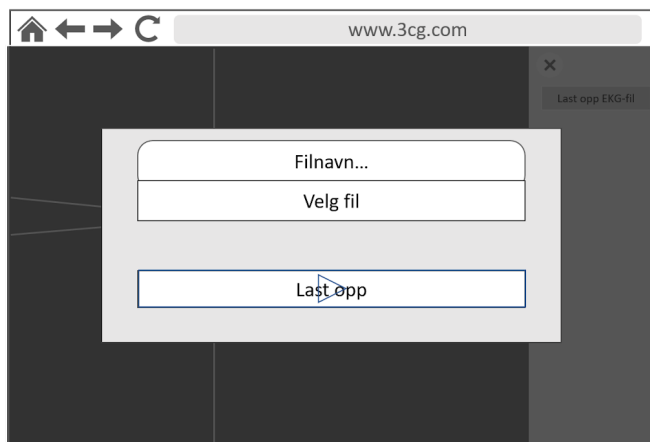 www.3cg.com
Last opp EKG-fil
Filnavn...
Velg fil
Last opp